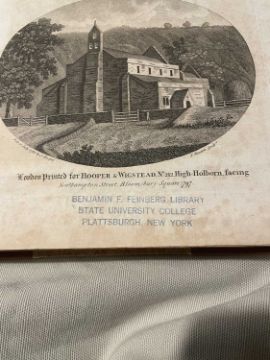 London Printed for HOOPER & WIGSTEAD No. 212 High-Holborn, facing
Southampton Street, Bloomsbury Square 1797
BENJAMIN F. FEINBERG LIBRARY
STATE UNIVERSITY COLLEGE
PLATTSBURGH, NEW YORK